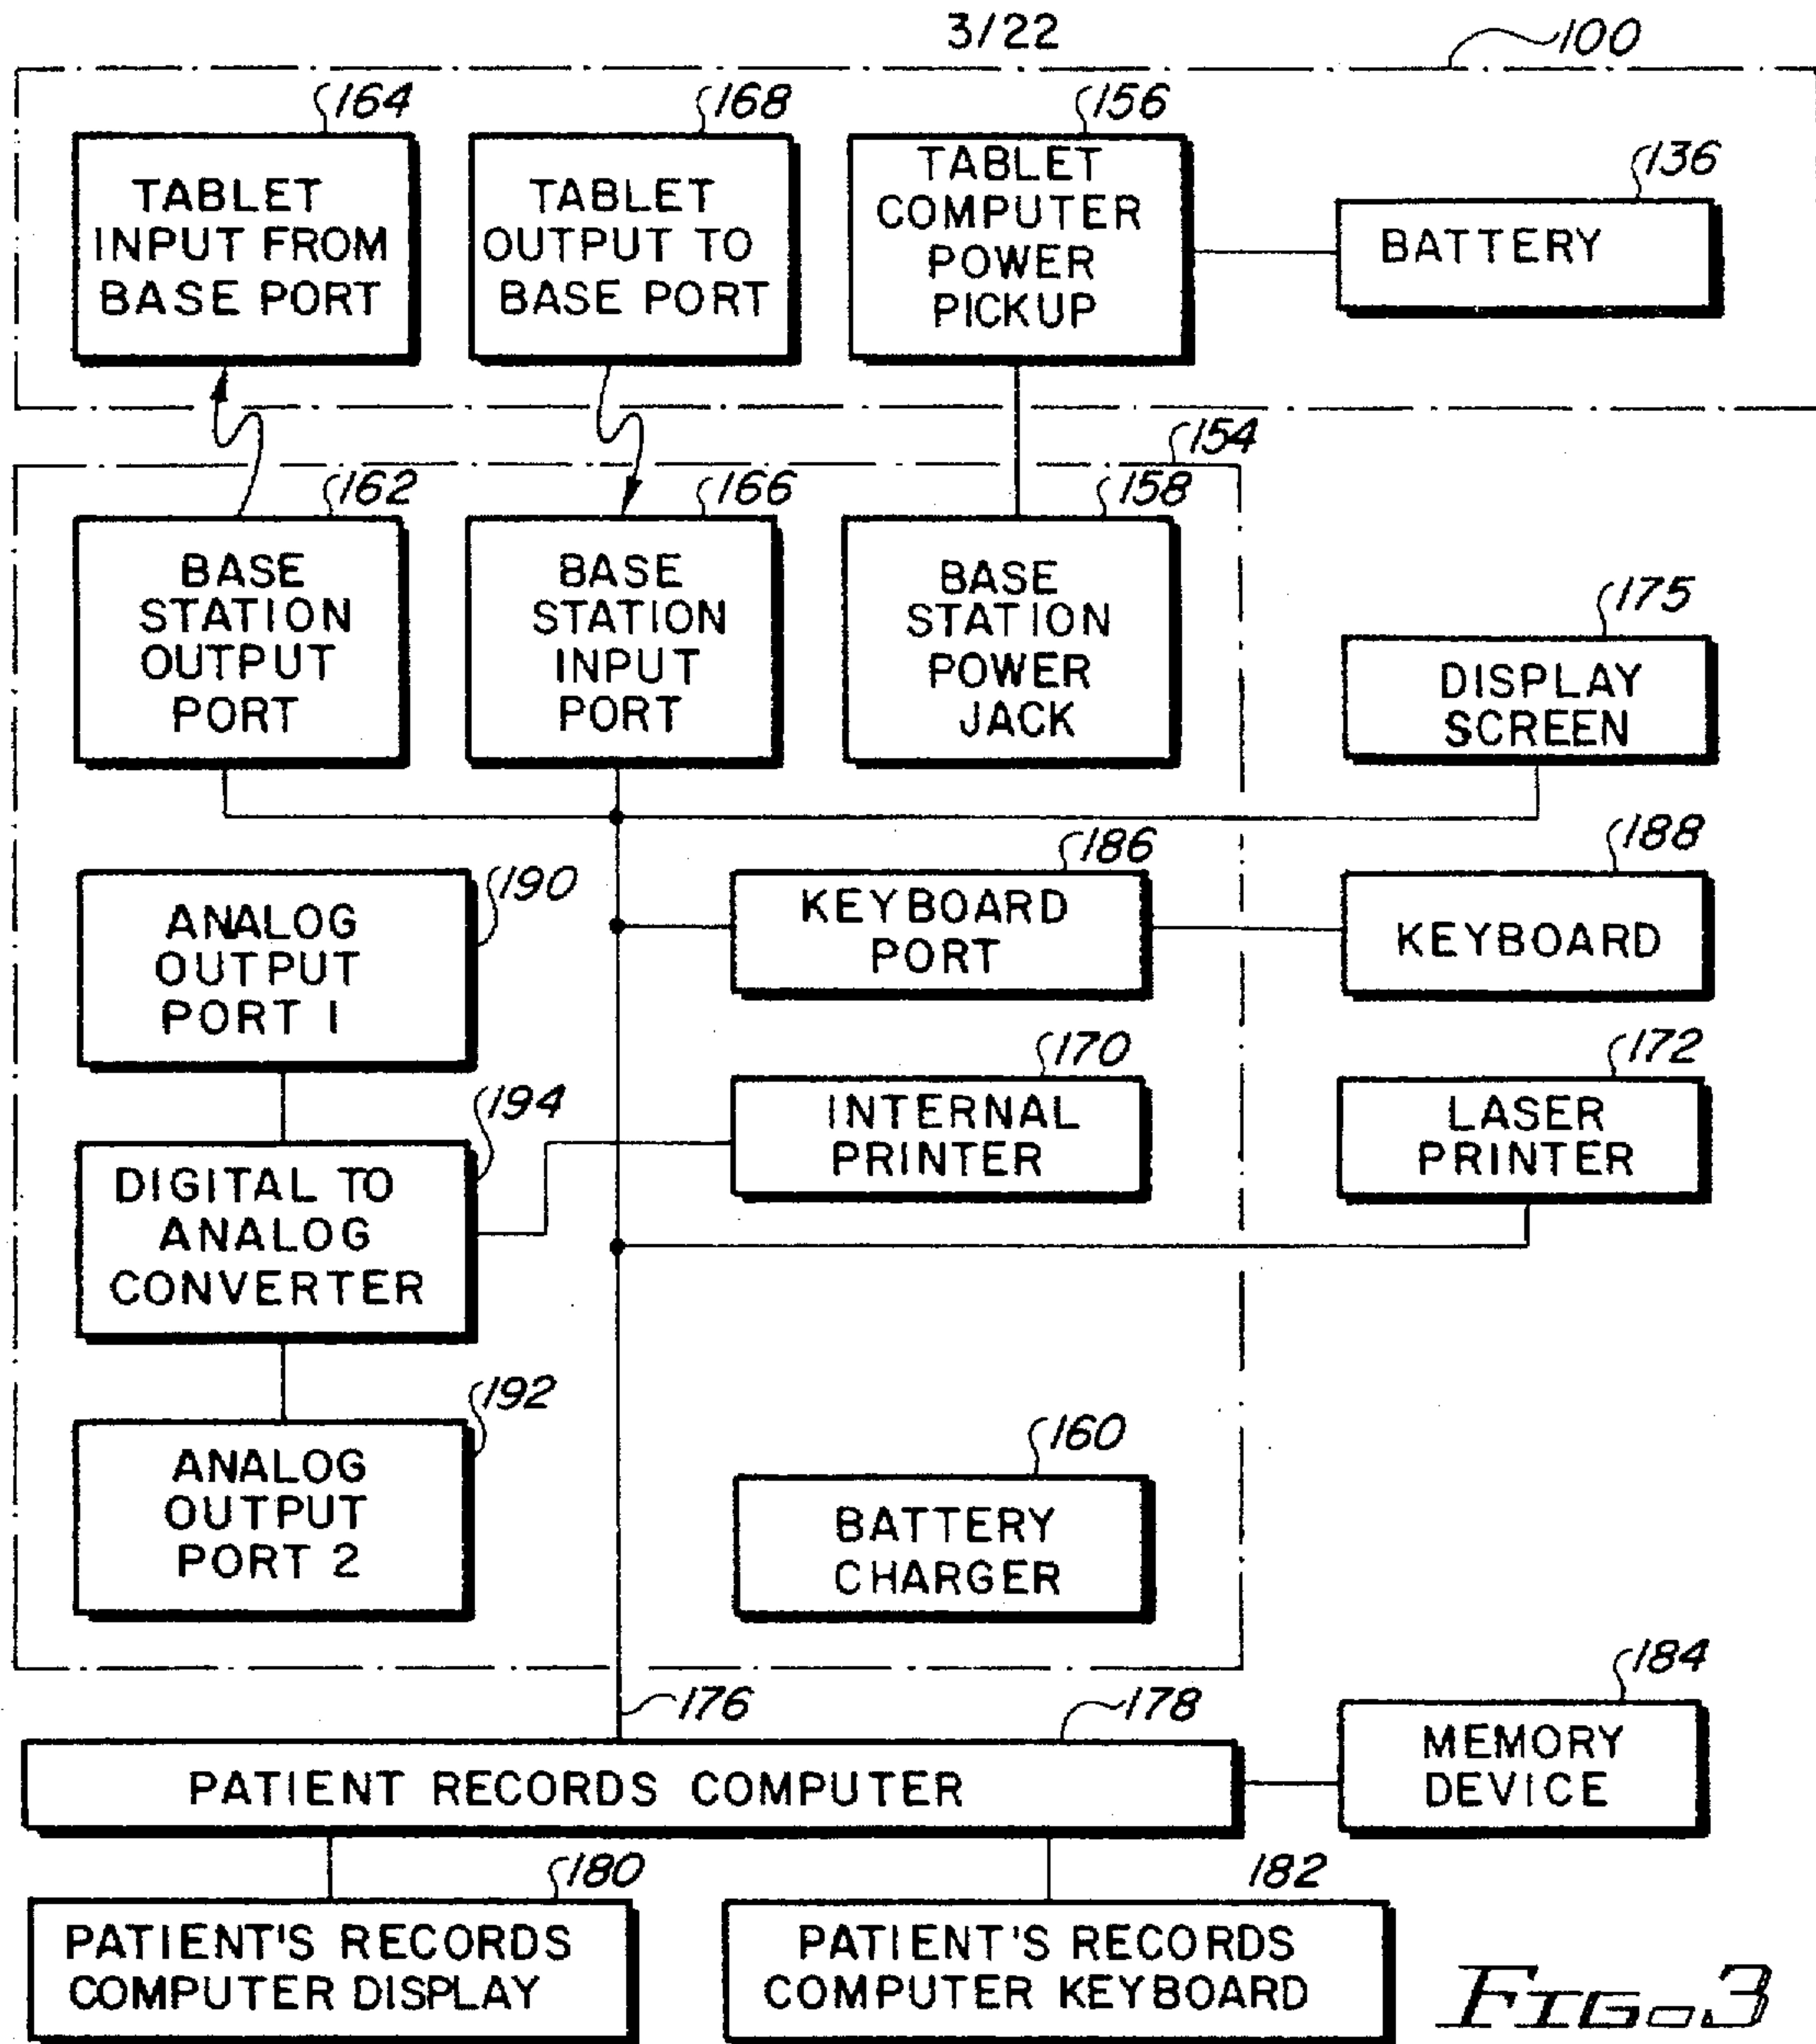 3/22
100
164
168
156
136
TABLET
INPUT FROM
BASE PORT
TABLET
OUTPUT TO
BASE PORT
TABLET
COMPUTER
POWER
PICKUP
BATTERY
154
162
166
158
175
BASE
STATION
OUTPUT
PORT
BASE
STATION
INPUT
PORT
BASE
STATION
POWER
JACK
DISPLAY
SCREEN
190
186
188
ANALOG
OUTPUT
PORT 1
KEYBOARD
PORT
KEYBOARD
194
170
172
DIGITAL TO
ANALOG
CONVERTER
INTERNAL
PRINTER
LASER
PRINTER
192
160
ANALOG
OUTPUT
PORT 2
BATTERY
CHARGER
176
178
184
PATIENT RECORDS COMPUTER
MEMORY
DEVICE
180
182
PATIENT'S RECORDS
COMPUTER DISPLAY
PATIENT'S RECORDS
COMPUTER KEYBOARD
FIG. 3